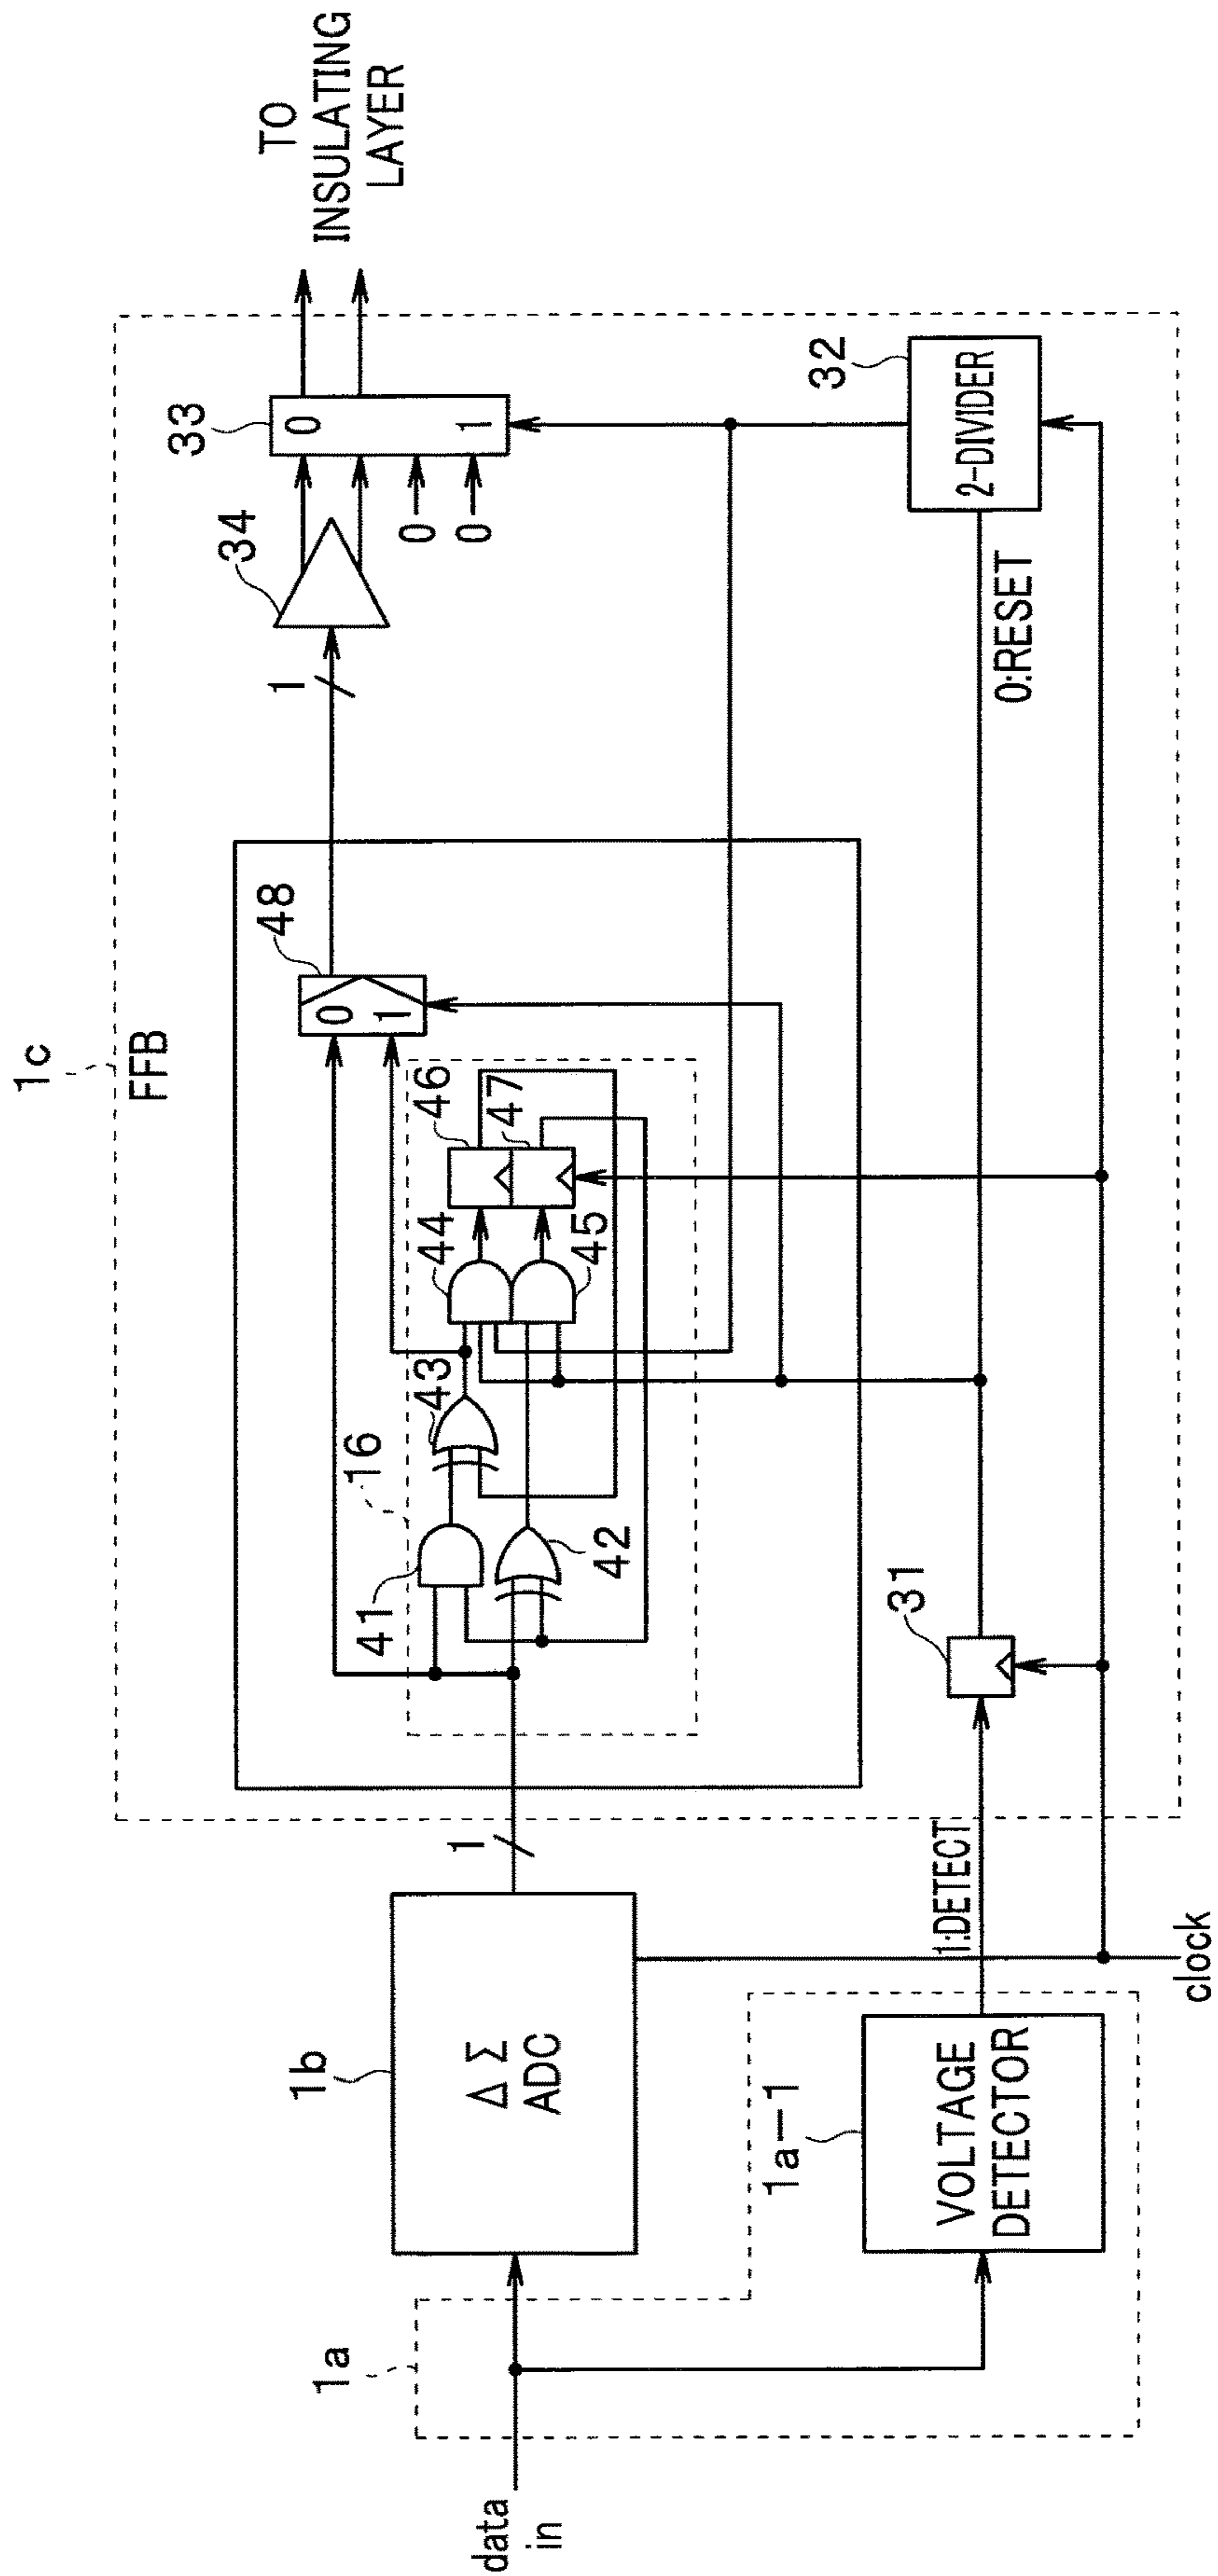 1c
FFB
TO
INSULATING
LAYER
33
0
1
0
0
34
1
32
2-DIVIDER
0:RESET
48
0
1
46
47
44
45
43
16
41
42
31
1
1:DETECT
1b
Δ Σ
ADC
clock
1a
1a-1
VOLTAGE
DETECTOR
data
in